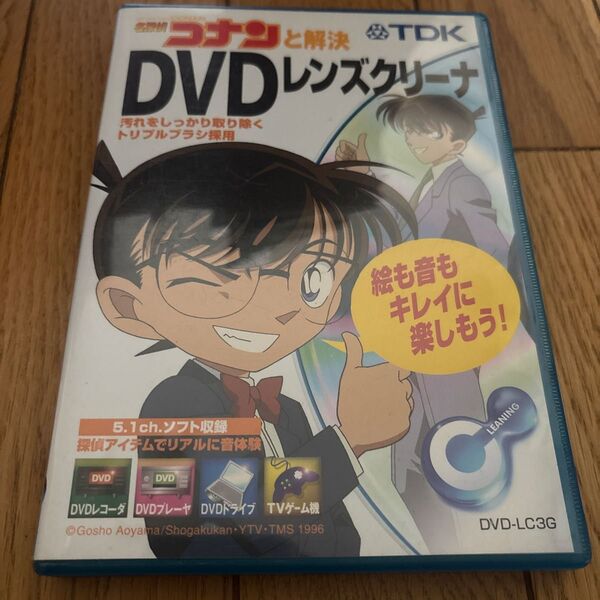 名探偵コナンと解決
TDK
DVDレンズクリーナ
汚れをしっかり取り除く
トリプルブラシ採用
絵も音も
キレイに
楽しもう!
CLEANING
5.1ch.ソフト収録
探偵アイテムでリアルに音体験
DVD
DVD
DVDレコーダ
DVDプレーヤ
DVDドライブ
TVゲーム機
©Gosho Aoyama/Shogakukan・YTV・TMS 1996
DVD-LC3G